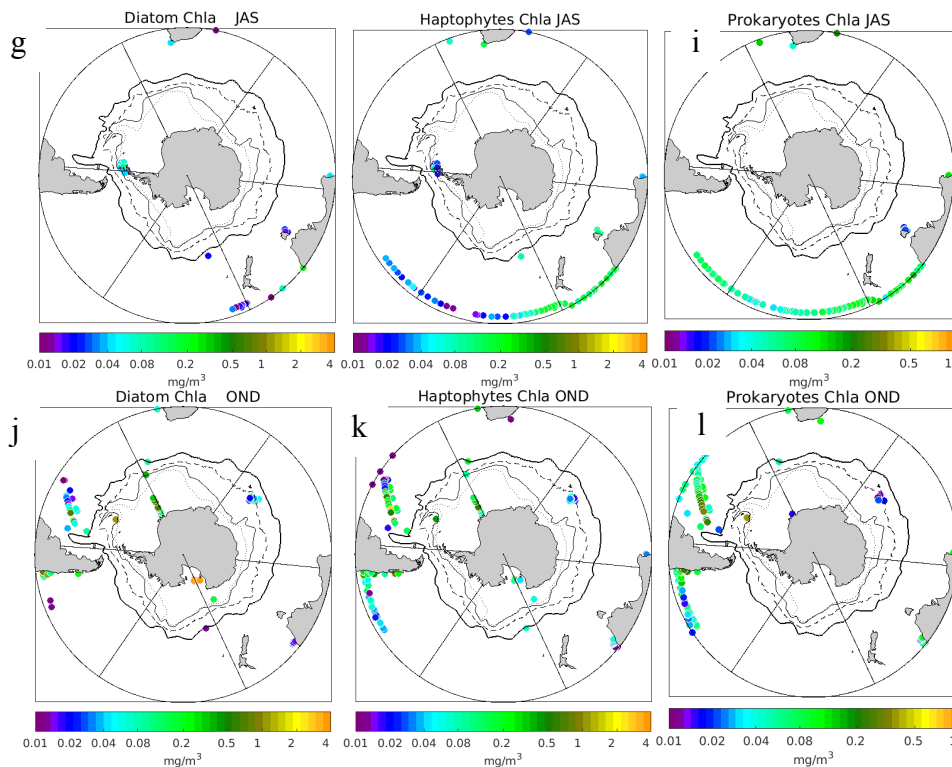 Diatom Chla JAS
Haptophytes Chla JAS
Prokaryotes Chla JAS
g
i
0.01 0.02 0.04 0.08 0.2 0.5 1 2 4
mg/m³
0.01 0.02 0.04 0.08 0.2 0.5 1 2 4
mg/m³
0.01 0.02 0.04 0.08 0.2 0.5 1
mg/m³
Diatom Chla OND
Haptophytes Chla OND
Prokaryotes Chla OND
j
k
l
0.01 0.02 0.04 0.08 0.2 0.5 1 2 4
mg/m³
0.01 0.02 0.04 0.08 0.2 0.5 1 2 4
mg/m³
0.01 0.02 0.04 0.08 0.2 0.5 1
mg/m³